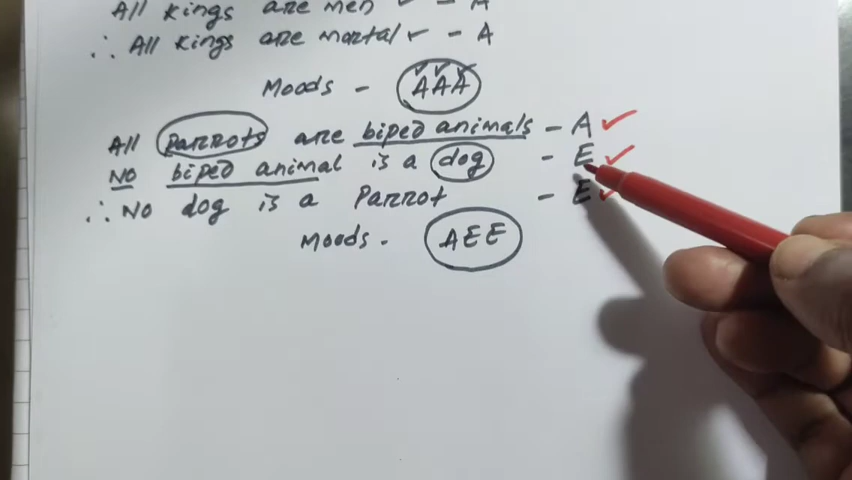 All kings are men ✓ - A
∴ All kings are mortal ✓ - A
Moods - AAA
All parrots are biped animals - A ✓
No biped animal is a dog - E ✓
∴ No dog is a Parrot - E ✓
Moods - AEE